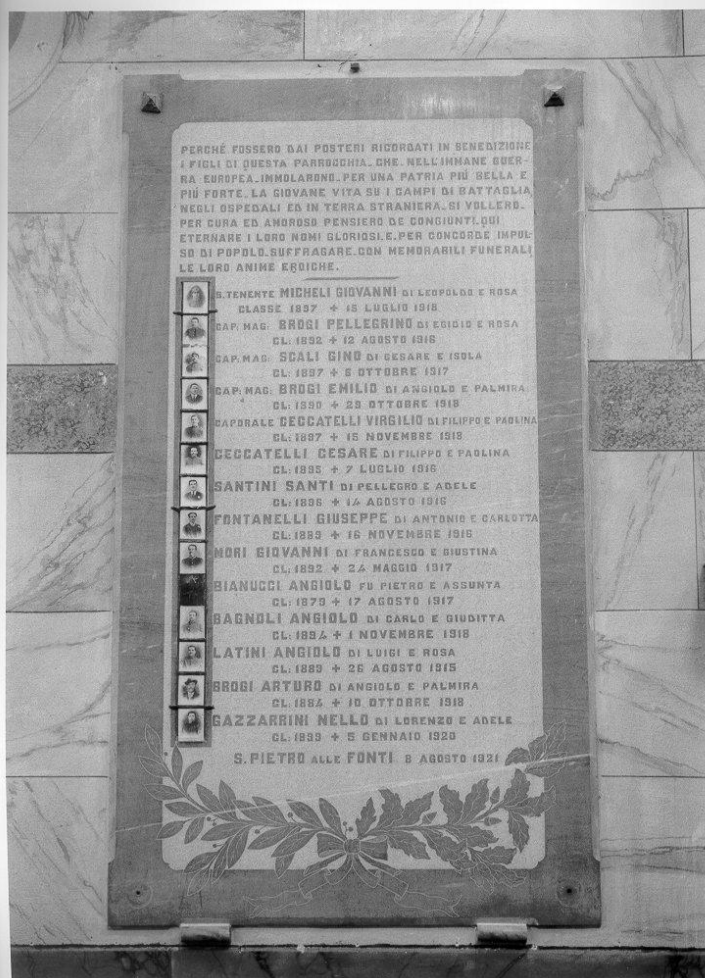 PERCHÉ FOSSERO DAI POSTERI RICORDATI IN BENEDIZIONE
I FIGLI DI QUESTA PARROCCHIA. CHE. NELL'IMMANE GUER-
RA EUROPEA. IMMOLARONO. PER UNA PATRIA PIÚ BELLA E
PIÚ FORTE. LA GIOVANE VITA SU I CAMPI DI BATTAGLIA
NEGLI OSPEDALI ED IN TERRA STRANIERA. SI VOLLERO.
PER CURA ED AMOROSO PENSIERO DE CONGIUNTI. QUI
ETERNARE I LORO NOMI GLORIOSI. E. PER CONCORDE IMPUL-
SO DI POPOLO. SUFFRAGARE. CON MEMORABILI FUNERALI
LE LORO ANIME EROICHE.
S. TENENTE MICHELI GIOVANNI DI LEOPOLDO E ROSA
CLASSE 1897 + 15 LUGLIO 1918
CAP. MAG. BROGI PELLEGRINO DI EGIDIO E ROSA
CL: 1892 + 12 AGOSTO 1916
CAP. MAG. SCALI GINO DI CESARE E ISOLA
CL: 1897 + 6 OTTOBRE 1917
CAP. MAG. BROGI EMILIO DI ANGIOLO E PALMIRA
CL: 1890 + 29 OTTOBRE 1915
CAPORALE CECCATELLI VIRGILIO DI FILIPPO E PAOLINA
CL: 1887 + 15 NOVEMBRE 1918
CECCATELLI CESARE DI FILIPPO E PAOLINA
CL: 1895 + 7 LUGLIO 1916
SANTINI SANTI DI PELLEGRO E ADELE
CL: 1896 + 14 AGOSTO 1916
FONTANELLI GIUSEPPE DI ANTONIO E CARLOTTA
CL: 1889 + 16 NOVEMBRE 1916
MORI GIOVANNI DI FRANCESCO E GIUSTINA
CL: 1892 + 24 MAGGIO 1917
BIANUCCI ANGIOLO FU PIETRO E ASSUNTA
CL: 1879 + 17 AGOSTO 1917
BAGNOLI ANGIOLO DI CARLO E GIUDITTA
CL: 1894 + 1 NOVEMBRE 1918
LATINI ANGIOLO DI LUIGI E ROSA
CL: 1889 + 26 AGOSTO 1915
BROGI ARTURO DI ANGIOLO E PALMIRA
CL: 1884 + 10 OTTOBRE 1918
GAZZARRINI NELLO DI LORENZO E ADELE
CL: 1899 + 5 GENNAIO 1920
S. PIETRO ALLE FONTI 8 AGOSTO 1921